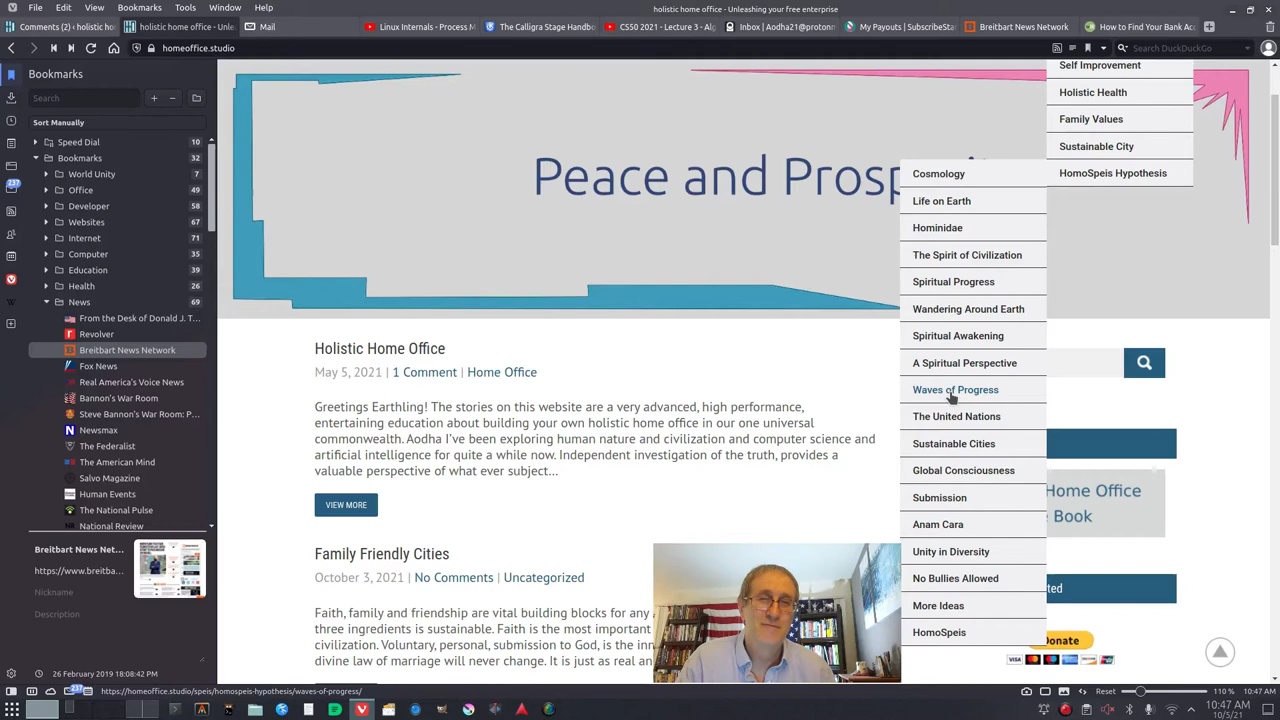 File Edit View Bookmarks Tools Window Help
holistic home office - Unleashing your free enterprise
Comments (2) ‹ holistic ho
holistic home office - Unle
Mail
Linux Internals - Process M
The Calligra Stage Handbo
CS50 2021 - Lecture 3 - Alg
Inbox | Aodha21@protonm
My Payouts | SubscribeSta
Breitbart News Network
How to Find Your Bank Acc
homeoffice.studio
Search DuckDuckGo
Bookmarks
Search
Sort Manually
Speed Dial 10
Bookmarks 32
World Unity 7
Office 49
Developer 58
Websites 67
Internet 71
Computer 35
Education 39
Health 26
News 69
From the Desk of Donald J. T...
Revolver
Breitbart News Network
Fox News
Real America's Voice News
Bannon's War Room
Steve Bannon's War Room: P...
Newsmax
The Federalist
The American Mind
Salvo Magazine
Human Events
The National Pulse
National Review
Breitbart News Net...
https://www.breitba...
Nickname
Description
26 February 2019 18:08:42 PM
237
Peace and Prosp
Self Improvement
Holistic Health
Family Values
Sustainable City
HomoSpeis Hypothesis
Cosmology
Life on Earth
Hominidae
The Spirit of Civilization
Spiritual Progress
Wandering Around Earth
Spiritual Awakening
A Spiritual Perspective
Waves of Progress
The United Nations
Sustainable Cities
Global Consciousness
Submission
Anam Cara
Unity in Diversity
No Bullies Allowed
More Ideas
HomoSpeis
Holistic Home Office
May 5, 2021 | 1 Comment | Home Office
Greetings Earthling! The stories on this website are a very advanced, high performance,
entertaining education about building your own holistic home office in our one universal
commonwealth. Aodha I've been exploring human nature and civilization and computer science and
artificial intelligence for quite a while now. Independent investigation of the truth, provides a
valuable perspective of what ever subject...
VIEW MORE
Family Friendly Cities
October 3, 2021 | No Comments | Uncategorized
Faith, family and friendship are vital building blocks for any
three ingredients is sustainable. Faith is the most important
civilization. Voluntary, personal, submission to God, is the inn
divine law of marriage will never change. It is just as real an
Home Office
Book
ted
Donate
VISA
237
https://homeoffice.studio/speis/homospeis-hypothesis/waves-of-progress/
Reset
110 %
10:47 AM
10:47 AM
10/5/21